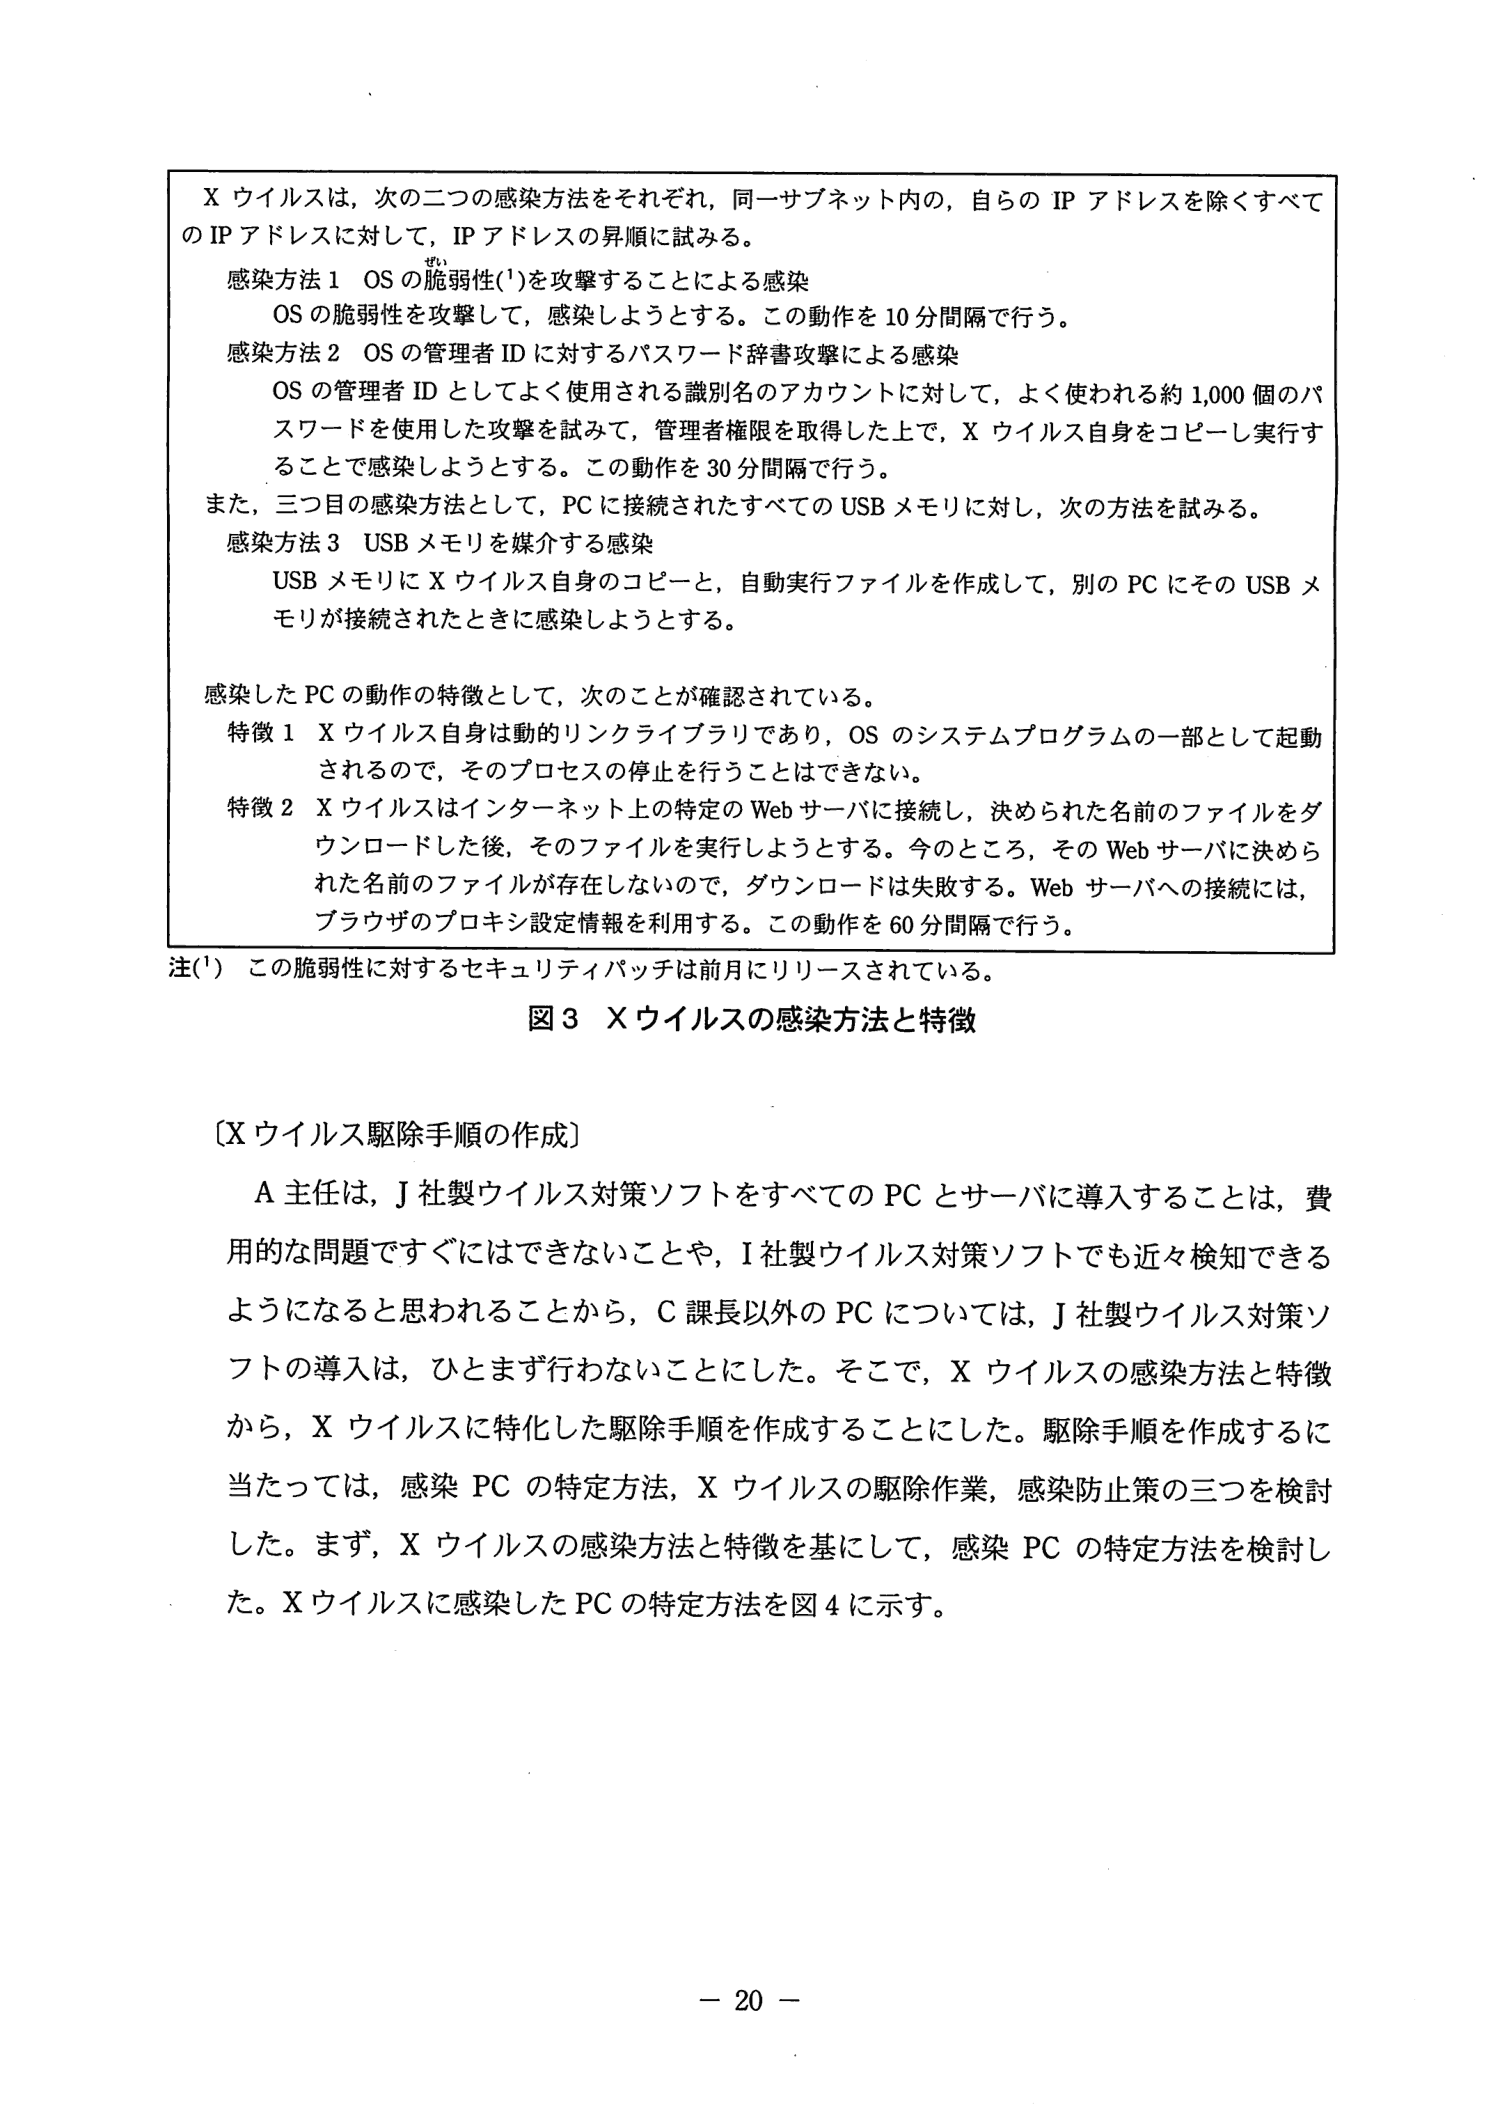 X ウイルスは，次の二つの感染方法をそれぞれ，同一サブネット内の，自らの IP アドレスを除くすべて
の IP アドレスに対して，IP アドレスの昇順に試みる。
感染方法 1　OS の脆弱性(¹)を攻撃することによる感染
ぜい
OS の脆弱性を攻撃して，感染しようとする。この動作を 10 分間隔で行う。
感染方法 2　OS の管理者 ID に対するパスワード辞書攻撃による感染
OS の管理者 ID としてよく使用される識別名のアカウントに対して，よく使われる約 1,000 個のパ
スワードを使用した攻撃を試みて，管理者権限を取得した上で，X ウイルス自身をコピーし実行す
ることで感染しようとする。この動作を 30 分間隔で行う。
また，三つ目の感染方法として，PC に接続されたすべての USB メモリに対し，次の方法を試みる。
感染方法 3　USB メモリを媒介する感染
USB メモリに X ウイルス自身のコピーと，自動実行ファイルを作成して，別の PC にその USB メ
モリが接続されたときに感染しようとする。
感染した PC の動作の特徴として，次のことが確認されている。
特徴 1　X ウイルス自身は動的リンクライブラリであり，OS のシステムプログラムの一部として起動
されるので，そのプロセスの停止を行うことはできない。
特徴 2　X ウイルスはインターネット上の特定の Web サーバに接続し，決められた名前のファイルをダ
ウンロードした後，そのファイルを実行しようとする。今のところ，その Web サーバに決めら
れた名前のファイルが存在しないので，ダウンロードは失敗する。Web サーバへの接続には，
ブラウザのプロキシ設定情報を利用する。この動作を 60 分間隔で行う。
注(¹)　この脆弱性に対するセキュリティパッチは前月にリリースされている。
図 3　X ウイルスの感染方法と特徴
〔X ウイルス駆除手順の作成〕
A 主任は，J 社製ウイルス対策ソフトをすべての PC とサーバに導入することは，費
用的な問題ですぐにはできないことや，I 社製ウイルス対策ソフトでも近々検知できる
ようになると思われることから，C 課長以外の PC については，J 社製ウイルス対策ソ
フトの導入は，ひとまず行わないことにした。そこで，X ウイルスの感染方法と特徴
から，X ウイルスに特化した駆除手順を作成することにした。駆除手順を作成するに
当たっては，感染 PC の特定方法，X ウイルスの駆除作業，感染防止策の三つを検討
した。まず，X ウイルスの感染方法と特徴を基にして，感染 PC の特定方法を検討し
た。X ウイルスに感染した PC の特定方法を図 4 に示す。
－ 20 －